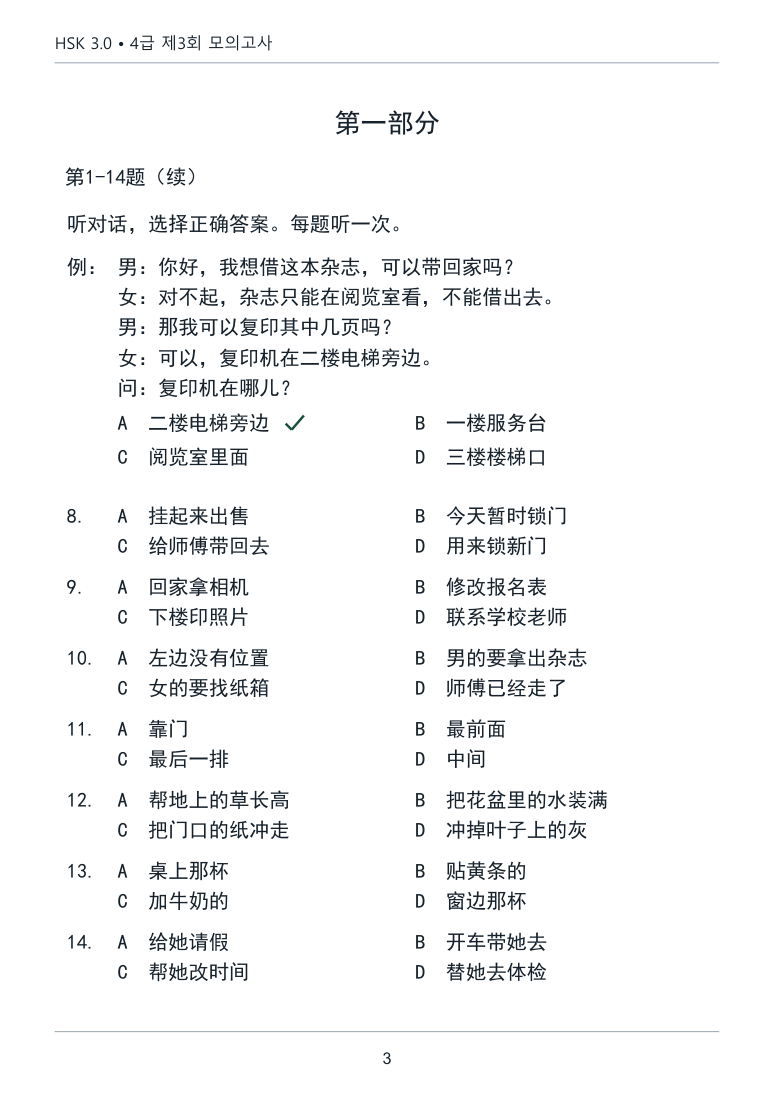 HSK 3.0 • 4급 제3회 모의고사
第一部分
第1-14题（续）
听对话，选择正确答案。每题听一次。
例： 男：你好，我想借这本杂志，可以带回家吗？
女：对不起，杂志只能在阅览室看，不能借出去。
男：那我可以复印其中几页吗？
女：可以，复印机在二楼电梯旁边。
问：复印机在哪儿？
A 二楼电梯旁边 ✓ B 一楼服务台
C 阅览室里面 D 三楼楼梯口
8. A 挂起来出售 B 今天暂时锁门
C 给师傅带回去 D 用来锁新门
9. A 回家拿相机 B 修改报名表
C 下楼印照片 D 联系学校老师
10. A 左边没有位置 B 男的要拿出杂志
C 女的要找纸箱 D 师傅已经走了
11. A 靠门 B 最前面
C 最后一排 D 中间
12. A 帮地上的草长高 B 把花盆里的水装满
C 把门口的纸冲走 D 冲掉叶子上的灰
13. A 桌上那杯 B 贴黄条的
C 加牛奶的 D 窗边那杯
14. A 给她请假 B 开车带她去
C 帮她改时间 D 替她去体检
3